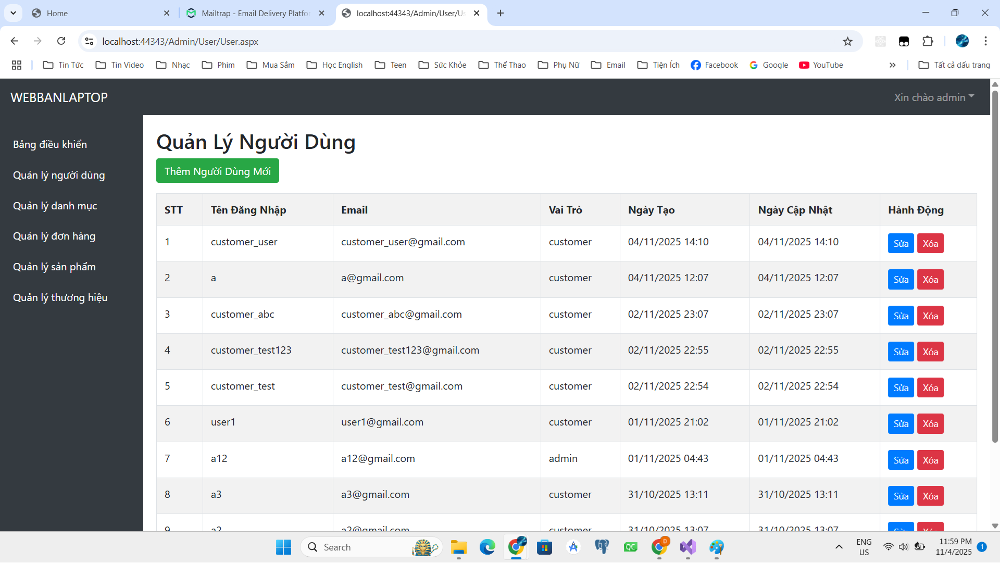 Home
Mailtrap - Email Delivery Platfo
localhost:44343/Admin/User/Us
localhost:44343/Admin/User/User.aspx
Tin Tức
Tin Video
Nhạc
Phim
Mua Sắm
Học English
Teen
Sức Khỏe
Thể Thao
Phụ Nữ
Email
Tiện Ích
Facebook
Google
YouTube
Tất cả dấu trang
WEBBANLAPTOP
Xin chào admin
Bảng điều khiển
Quản lý người dùng
Quản lý danh mục
Quản lý đơn hàng
Quản lý sản phẩm
Quản lý thương hiệu
Quản Lý Người Dùng
Thêm Người Dùng Mới
STT Tên Đăng Nhập Email Vai Trò Ngày Tạo Ngày Cập Nhật Hành Động
1 customer_user customer_user@gmail.com customer 04/11/2025 14:10 04/11/2025 14:10 Sửa Xóa
2 a a@gmail.com customer 04/11/2025 12:07 04/11/2025 12:07 Sửa Xóa
3 customer_abc customer_abc@gmail.com customer 02/11/2025 23:07 02/11/2025 23:07 Sửa Xóa
4 customer_test123 customer_test123@gmail.com customer 02/11/2025 22:55 02/11/2025 22:55 Sửa Xóa
5 customer_test customer_test@gmail.com customer 02/11/2025 22:54 02/11/2025 22:54 Sửa Xóa
6 user1 user1@gmail.com customer 01/11/2025 21:02 01/11/2025 21:02 Sửa Xóa
7 a12 a12@gmail.com admin 01/11/2025 04:43 01/11/2025 04:43 Sửa Xóa
8 a3 a3@gmail.com customer 31/10/2025 13:11 31/10/2025 13:11 Sửa Xóa
9 a2 a2@gmail.com customer 31/10/2025 13:07 31/10/2025 13:07 Sửa Xóa
Search
QC
D
ENG
US
11:59 PM
11/4/2025
1